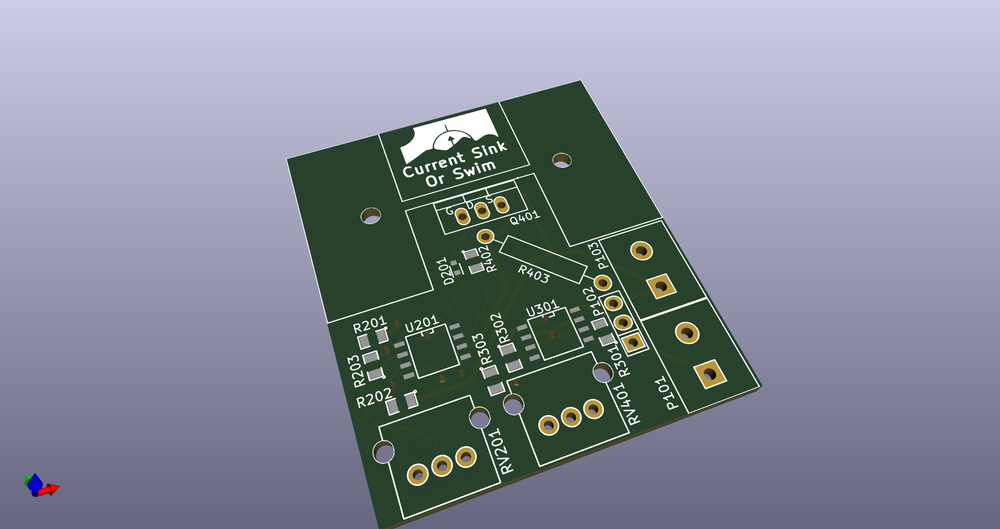 Current Sink
Or Swim
G D S
Q401
D201
R402
R403
P103
P102
R201
U201
U301
R302
R303
R203
R301
R202
RV401
P101
RV201